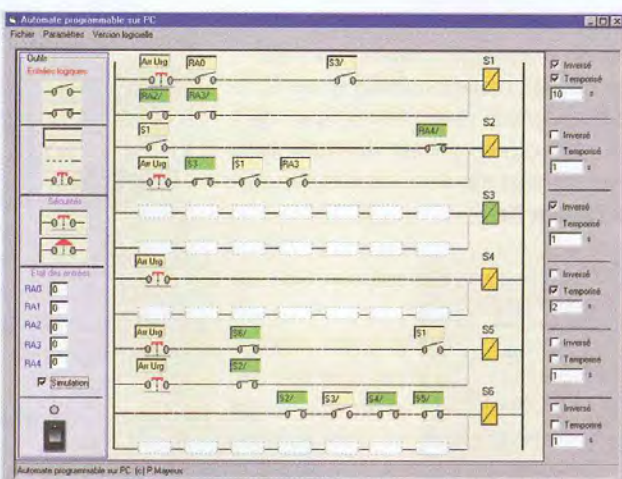 Automate programmable sur PC
Fichier Paramètres Version logicielle
Outils
Entrées logiques
Sécurités
Etat des entrées
RA0 0
RA1 0
RA2 0
RA3 0
RA4 0
Simulation
Arr Urg RA0 S3/ S1
RA2/ RA3/
S1 RA4/ S2
Arr Urg S3 S1 RA3
S3
Arr Urg S4
Arr Urg S6/ S1 S5
Arr Urg S2/
S2/ S3/ S4/ S5/ S6
Inversé
Temporisé
10 s
Inversé
Temporisé
1 s
Inversé
Temporisé
1 s
Inversé
Temporisé
2 s
Inversé
Temporisé
1 s
Inversé
Temporisé
1 s
Automate programmable sur PC (c) P.Mayeux